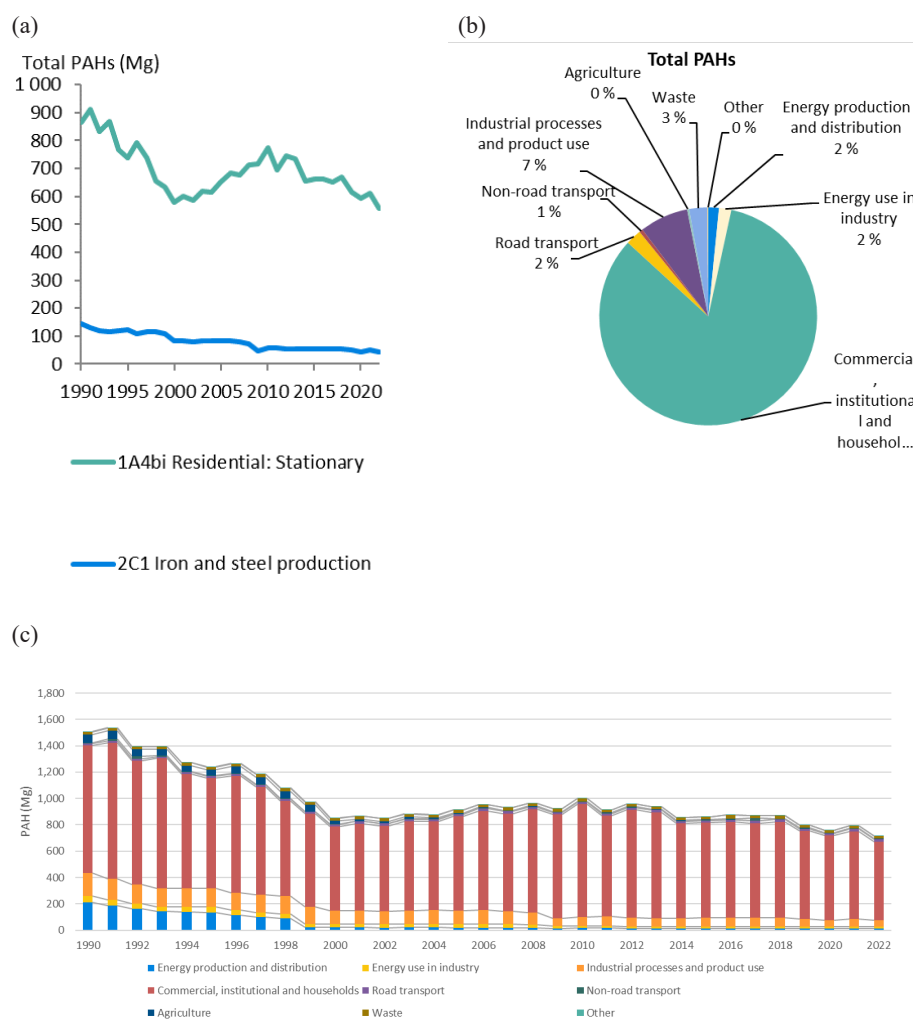 (a)
Total PAHs (Mg)
1 000
900
800
700
600
500
400
300
200
100
0
1990 1995 2000 2005 2010 2015 2020
1A4bi Residential: Stationary
2C1 Iron and steel production
(b)
Total PAHs
Agriculture
0 %
Waste
3 %
Other
0 %
Energy production
and distribution
2 %
Industrial processes
and product use
7 %
Non-road transport
1 %
Road transport
2 %
Energy use in
industry
2 %
Commercia
,
institutiona
l and
househol...
(c)
PAH (Mg)
1,800
1,600
1,400
1,200
1,000
800
600
400
200
0
1990 1992 1994 1996 1998 2000 2002 2004 2006 2008 2010 2012 2014 2016 2018 2020 2022
Energy production and distribution Energy use in industry Industrial processes and product use
Commercial, institutional and households Road transport Non-road transport
Agriculture Waste Other